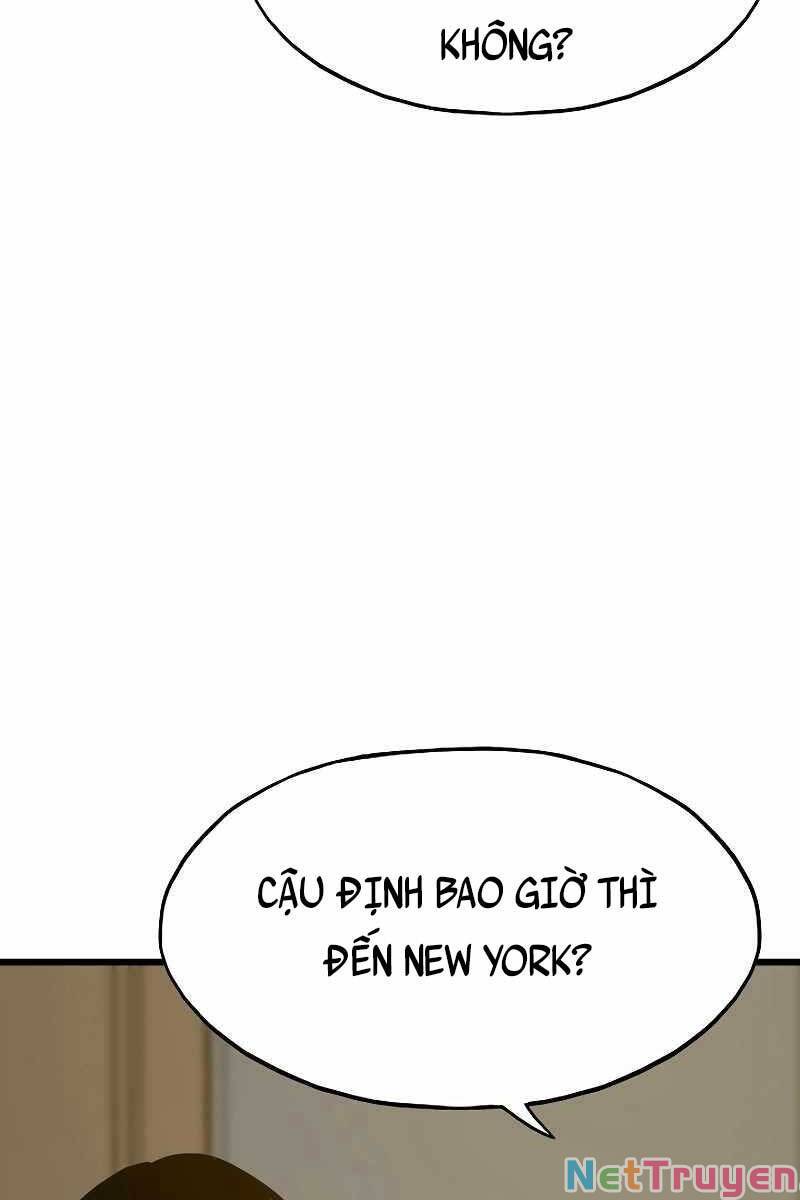 KHÔNG?
CẬU ĐỊNH BAO GIỜ THÌ
ĐẾN NEW YORK?
NetTruyen